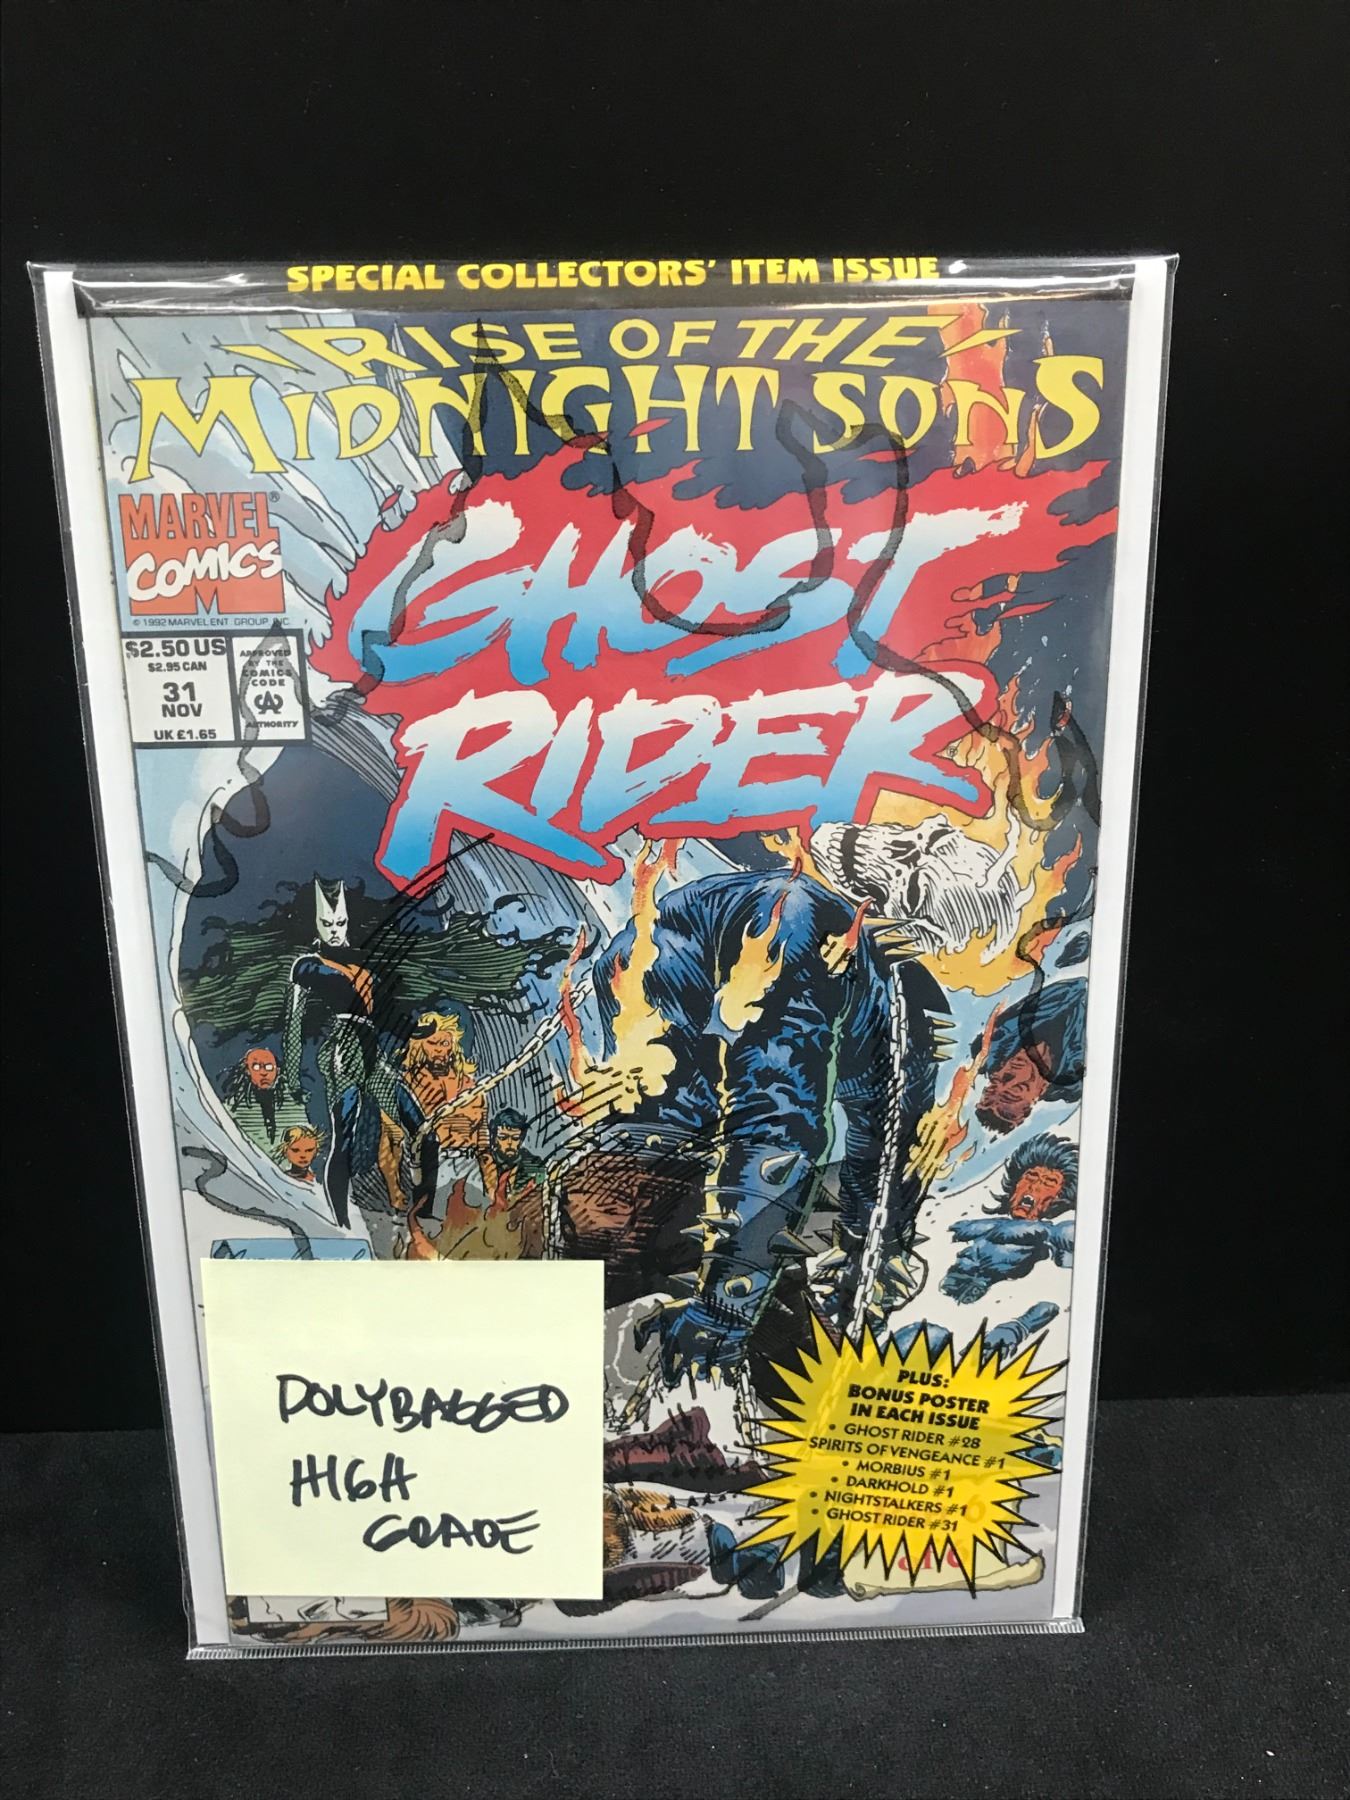 SPECIAL COLLECTORS' ITEM ISSUE
RISE OF THE
MIDNIGHT SONS
MARVEL®
COMICS
M
© 1992 MARVEL ENT. GROUP, INC.
$2.50 US
$2.95 CAN
31
NOV
UK £1.65
APPROVED
BY THE
COMICS
CODE
CA
AUTHORITY
GHOST
RIDER®
PLUS:
BONUS POSTER
IN EACH ISSUE
• GHOST RIDER #28
SPIRITS OF VENGEANCE #1
• MORBIUS #1
• DARKHOLD #1
• NIGHTSTALKERS #1
• GHOST RIDER #31
POLYBAGGED
HIGH
GRADE